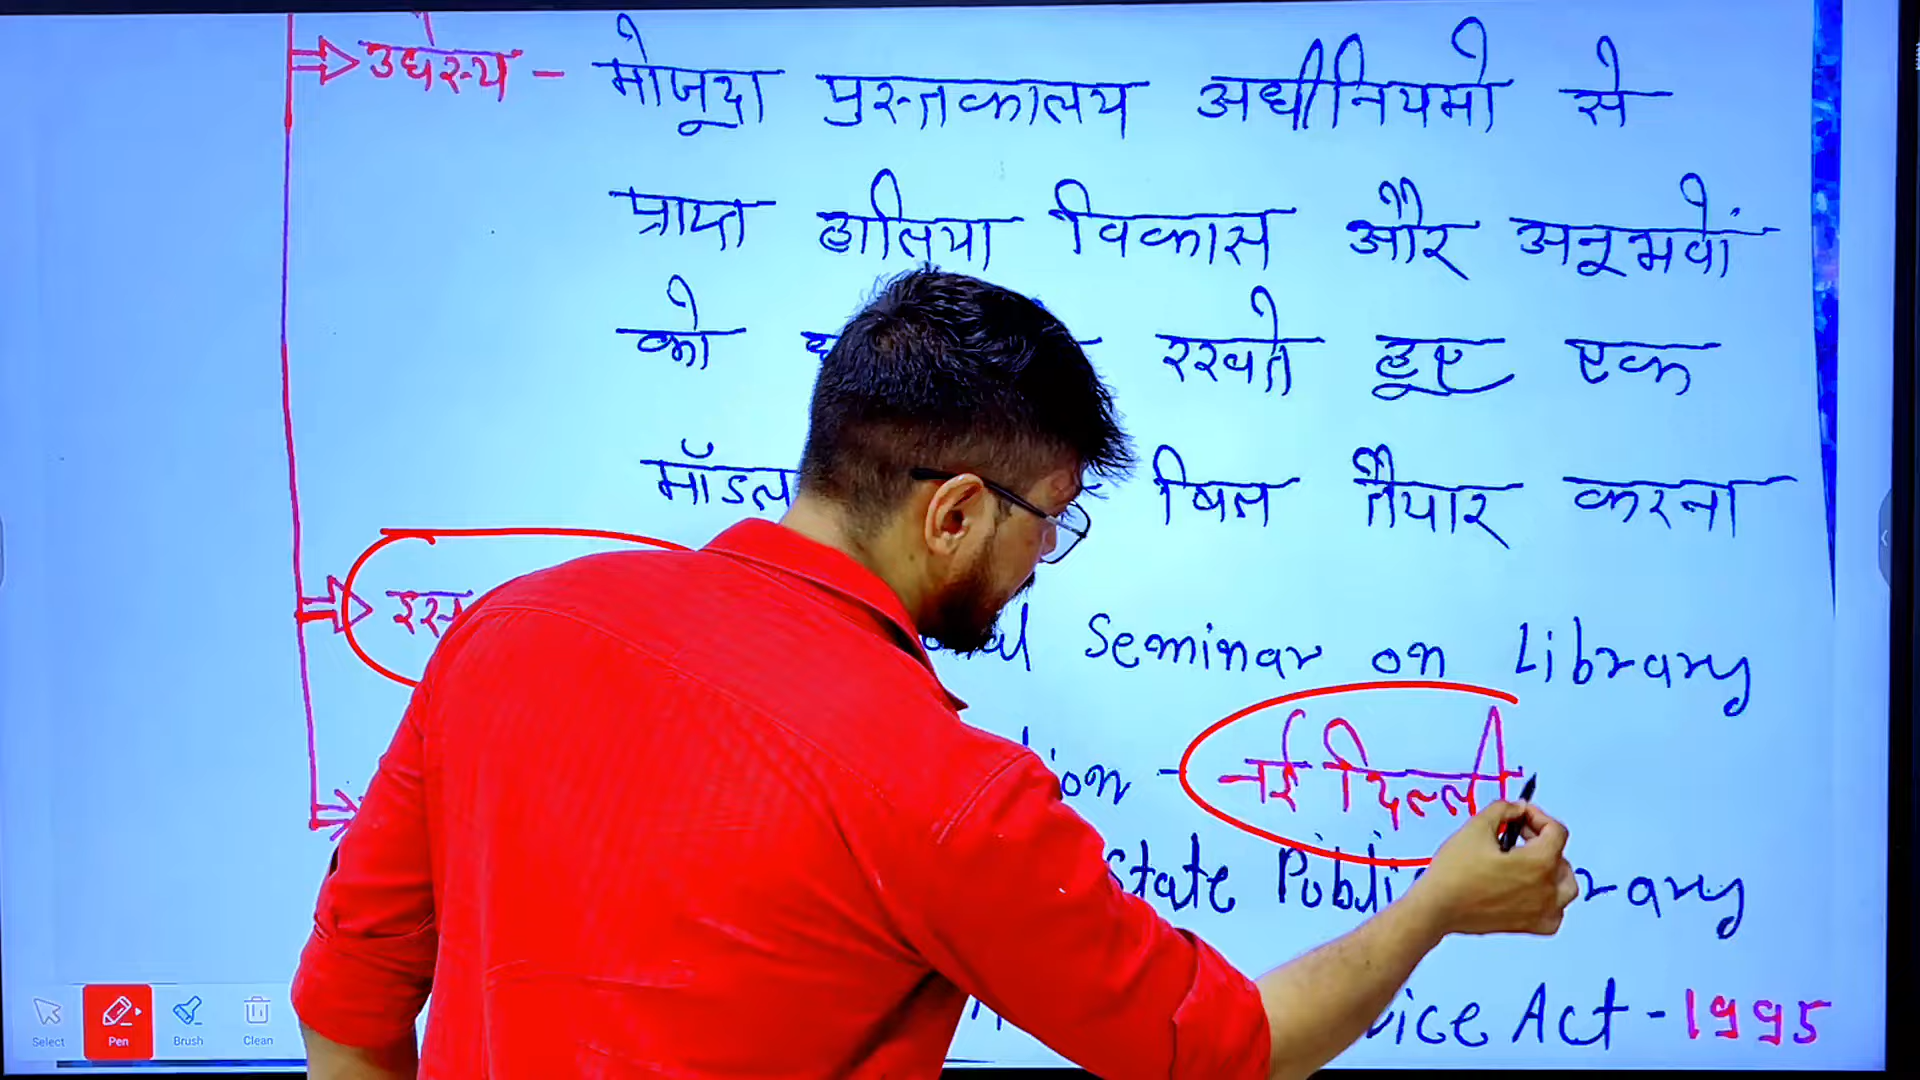 उद्देश्य - मौजूदा पुस्तकालय अधीनियमो से
प्राप्त हालिया विकास और अनूभवों
को रखते हूए एक
मॉडल बिल तैयार करना
Seminar on Library
- नई दिल्ली
State Public
Act - 1995
Select Pen Brush Clean